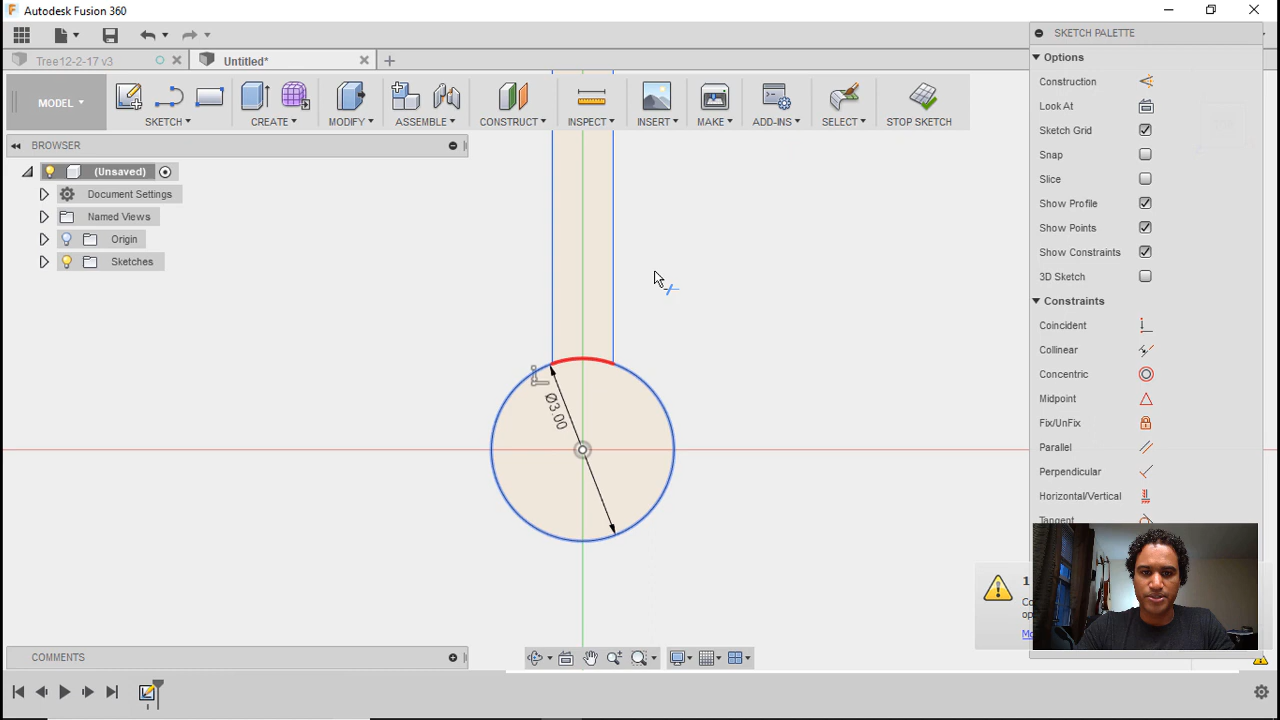 Autodesk Fusion 360
Tree12-2-17 v3
Untitled*
MODEL
SKETCH
CREATE
MODIFY
ASSEMBLE
CONSTRUCT
INSPECT
INSERT
MAKE
ADD-INS
SELECT
STOP SKETCH
BROWSER
(Unsaved)
Document Settings
Named Views
Origin
Sketches
Ø3.00
SKETCH PALETTE
Options
Construction
Look At
Sketch Grid
Snap
Slice
Show Profile
Show Points
Show Constraints
3D Sketch
Constraints
Coincident
Collinear
Concentric
Midpoint
Fix/UnFix
Parallel
Perpendicular
Horizontal/Vertical
Tangent
1
COMMENTS